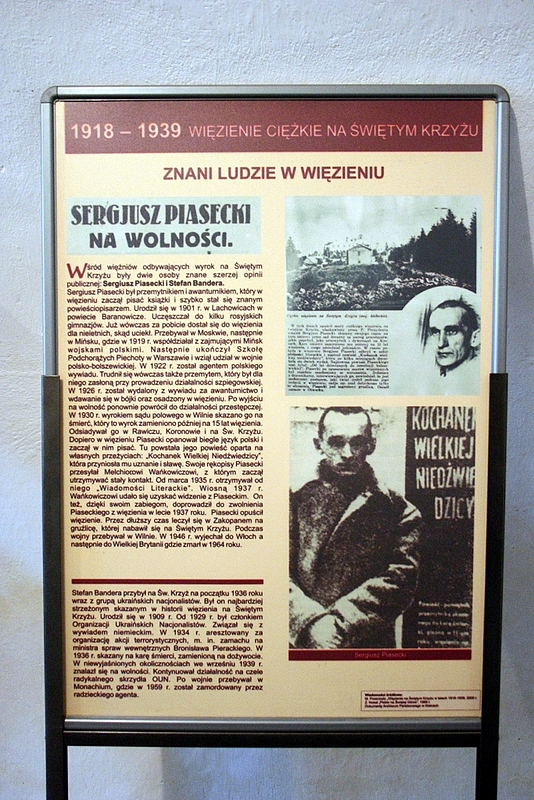 1918 – 1939 WIĘZIENIE CIĘŻKIE NA ŚWIĘTYM KRZYŻU
ZNANI LUDZIE W WIĘZIENIU
SERGJUSZ PIASECKI
NA WOLNOŚCI.
Wśród więźniów odbywających wyrok na Świętym
Krzyżu były dwie osoby znane szerzej opinii
publicznej: Sergiusz Piasecki i Stefan Bandera.
Sergiusz Piasecki był przemytnikiem i awanturnikiem, który w
więzieniu zaczął pisać książki i szybko stał się znanym
powieściopisarzem. Urodził się w 1901 r. w Lachowicach w
powiecie Baranowicze. Uczęszczał do kilku rosyjskich
gimnazjów. Już wówczas za pobicie dostał się do więzienia
dla nieletnich, skąd uciekł. Przebywał w Moskwie, następnie
w Mińsku, gdzie w 1919 r. współdziałał z zajmującymi Mińsk
wojskami polskimi. Następnie ukończył Szkołę
Podchorążych Piechoty w Warszawie i wziął udział w wojnie
polsko-bolszewickiej. W 1922 r. został agentem polskiego
wywiadu. Trudnił się wówczas także przemytem, który był dla
niego zasłoną przy prowadzeniu działalności szpiegowskiej.
W 1926 r. został wydalony z wywiadu za awanturnictwo i
wdawanie się w bójki oraz osadzony w więzieniu. Po wyjściu
na wolność ponownie powrócił do działalności przestępczej.
W 1930 r. wyrokiem sądu polowego w Wilnie skazano go na
śmierć, który to wyrok zamieniono później na 15 lat więzienia.
Odsiadywał go w Rawiczu, Koronowie i na Św. Krzyżu.
Dopiero w więzieniu Piasecki opanował biegle język polski i
zaczął w nim pisać. Tu powstała jego powieść oparta na
własnych przeżyciach: „Kochanek Wielkiej Niedźwiedzicy",
która przyniosła mu uznanie i sławę. Swoje rękopisy Piasecki
przesyłał Melchiorowi Wańkowiczowi, z którym zaczął
utrzymywać stały kontakt. Od marca 1935 r. otrzymywał od
niego „Wiadomości Literackie". Wiosną 1937 r.
Wańkowiczowi udało się uzyskać widzenie z Piaseckim. On
też, dzięki swoim zabiegom, doprowadził do zwolnienia
Piaseckiego z więzienia w lecie 1937 roku. Piasecki opuścił
więzienie. Przez dłuższy czas leczył się w Zakopanem na
gruźlicę, której nabawił się na Świętym Krzyżu. Podczas
wojny przebywał w Wilnie. W 1946 r. wyjechał do Włoch a
następnie do Wielkiej Brytanii gdzie zmarł w 1964 roku.
Stefan Bandera przybył na Św. Krzyż na początku 1936 roku
wraz z grupą ukraińskich nacjonalistów. Był on najbardziej
strzeżonym skazanym w historii więzienia na Świętym
Krzyżu. Urodził się w 1909 r. Od 1929 r. był członkiem
Organizacji Ukraińskich Nacjonalistów. Związał się z
wywiadem niemieckim. W 1934 r. aresztowany za
organizację akcji terrorystycznych, m. in. zamachu na
ministra spraw wewnętrznych Bronisława Pierackiego. W
1936 r. skazany na karę śmierci, zamienioną na dożywocie.
W niewyjaśnionych okolicznościach we wrześniu 1939 r.
znalazł się na wolności. Kontynuował działalność na czele
radykalnego skrzydła OUN. Po wojnie przebywał w
Monachium, gdzie w 1959 r. został zamordowany przez
radzieckiego agenta.
KOCHANEK
WIELKIEJ
NIEDŹWIE
DZICY
Sergiusz Piasecki